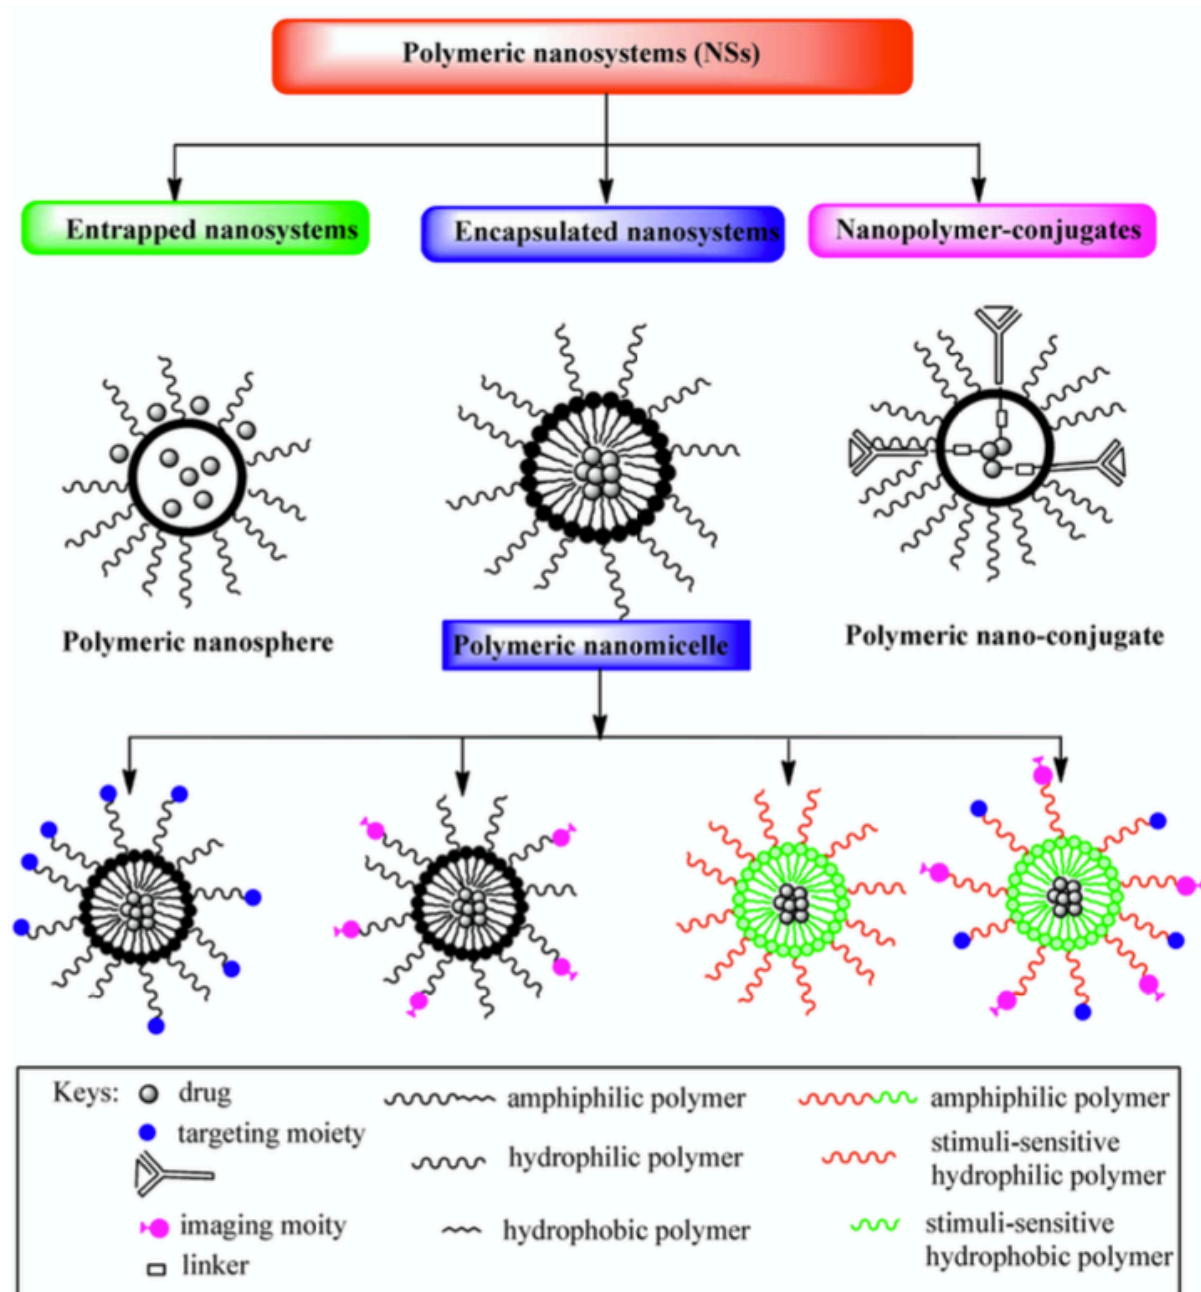 Polymeric nanosystems (NSs)
Entrapped nanosystems
Encapsulated nanosystems
Nanopolymer-conjugates
Polymeric nanosphere
Polymeric nanomicelle
Polymeric nano-conjugate
Keys: drug
targeting moiety
imaging moity
linker
amphiphilic polymer
hydrophilic polymer
hydrophobic polymer
amphiphilic polymer
stimuli-sensitive
hydrophilic polymer
stimuli-sensitive
hydrophobic polymer